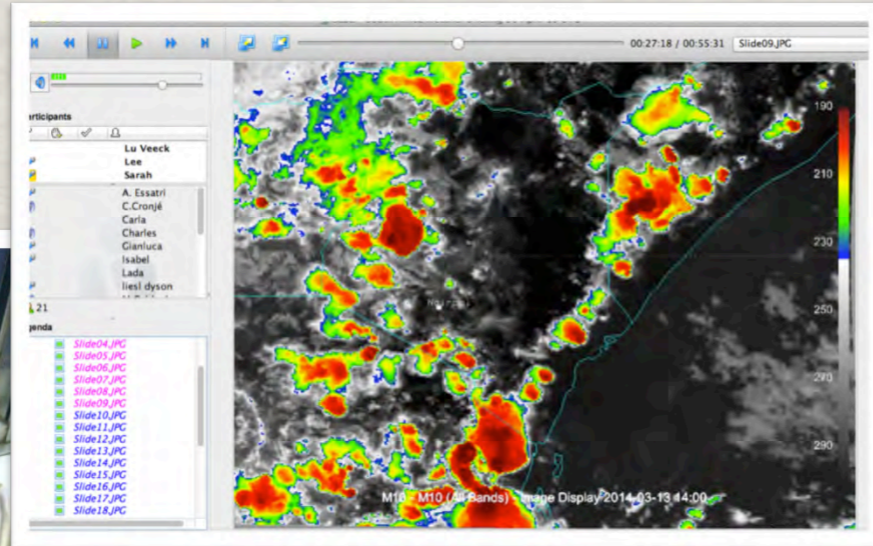 00:27:18 / 00:55:31 Slide09.JPG
articipants
Lu Veeck
Lee
Sarah
A. Essatri
C.Cronjé
Carla
Charles
Gianluca
Isabel
Lada
liesl dyson
21
genda
Slide04.JPG
Slide05.JPG
Slide06.JPG
Slide07.JPG
Slide08.JPG
Slide09.JPG
Slide10.JPG
Slide11.JPG
Slide12.JPG
Slide13.JPG
Slide14.JPG
Slide15.JPG
Slide16.JPG
Slide17.JPG
Slide18.JPG
190
210
230
250
270
290
M16 - M10 (All Bands) - Image Display 2014-03-13 14:00